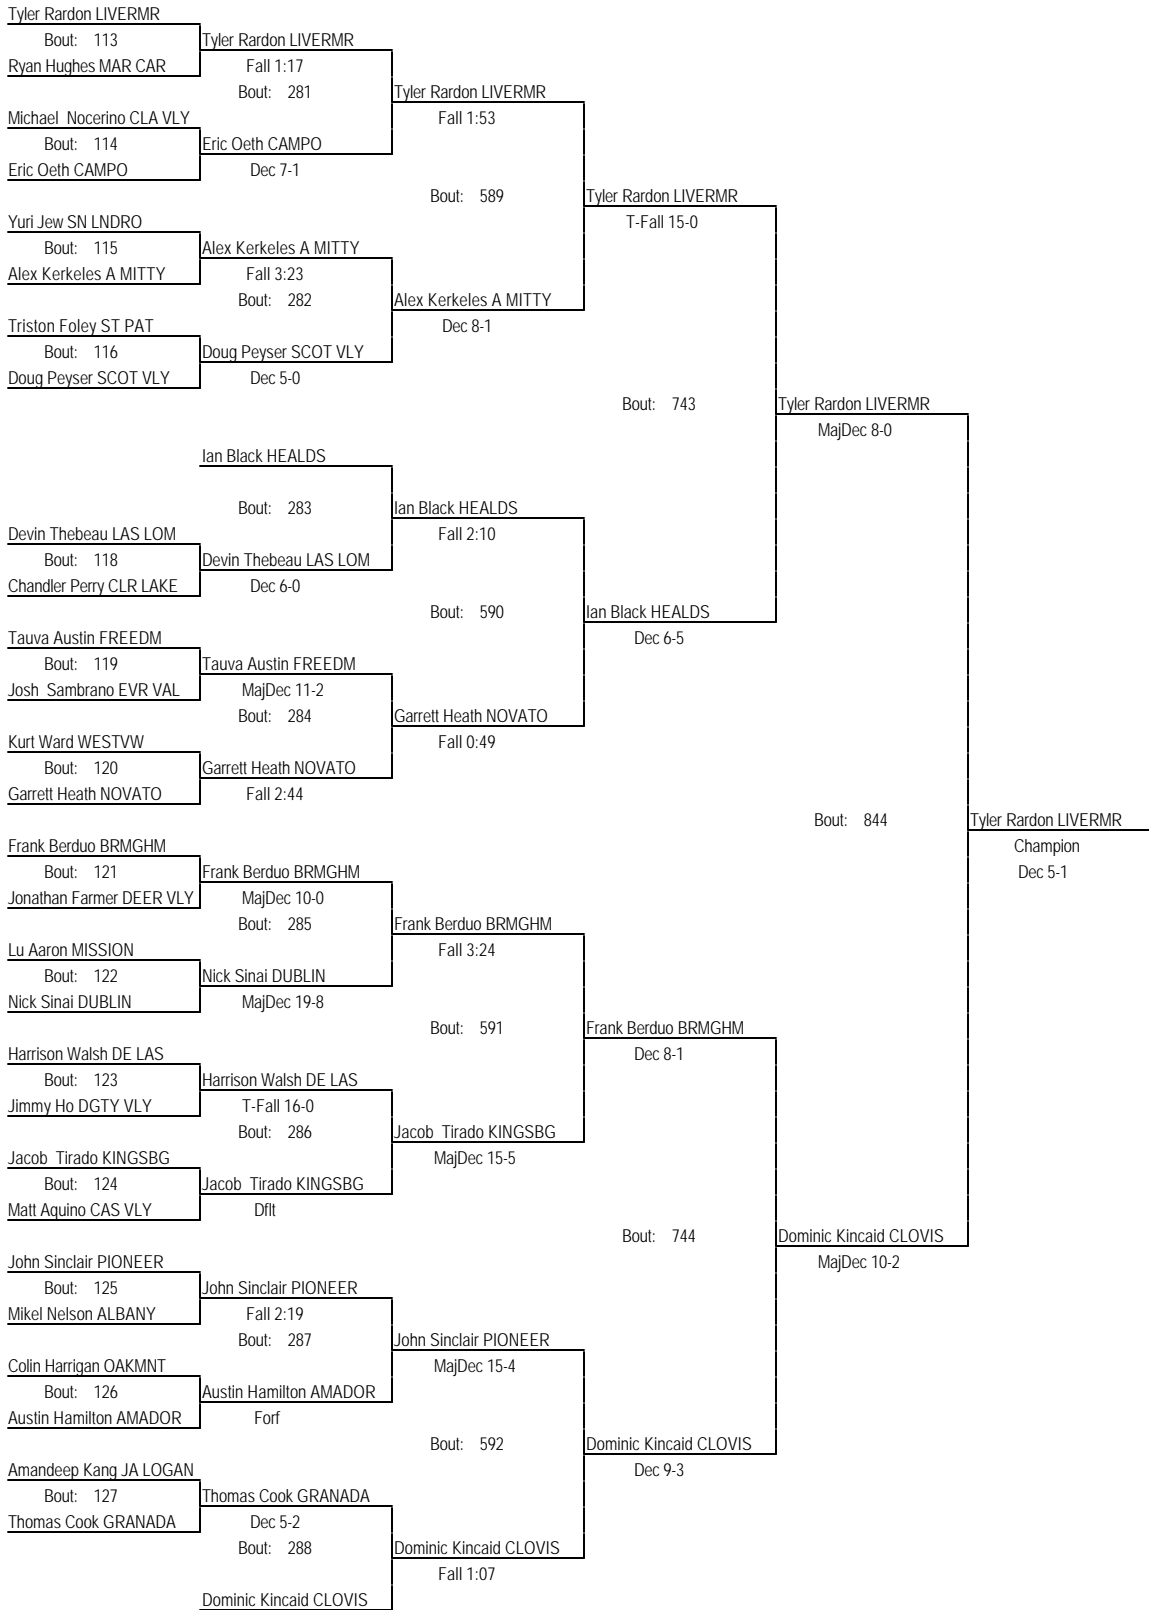 Tyler Rardon LIVERMR
Bout: 113
Tyler Rardon LIVERMR
Ryan Hughes MAR CAR
Fall 1:17
Bout: 281
Tyler Rardon LIVERMR
Michael Nocerino CLA VLY
Fall 1:53
Bout: 114
Eric Oeth CAMPO
Eric Oeth CAMPO
Dec 7-1
Bout: 589
Tyler Rardon LIVERMR
Yuri Jew SN LNDRO
T-Fall 15-0
Bout: 115
Alex Kerkeles A MITTY
Alex Kerkeles A MITTY
Fall 3:23
Bout: 282
Alex Kerkeles A MITTY
Triston Foley ST PAT
Dec 8-1
Bout: 116
Doug Peyser SCOT VLY
Doug Peyser SCOT VLY
Dec 5-0
Bout: 743
Tyler Rardon LIVERMR
MajDec 8-0
Ian Black HEALDS
Bout: 283
Ian Black HEALDS
Devin Thebeau LAS LOM
Fall 2:10
Bout: 118
Devin Thebeau LAS LOM
Chandler Perry CLR LAKE
Dec 6-0
Bout: 590
Ian Black HEALDS
Tauva Austin FREEDM
Dec 6-5
Bout: 119
Tauva Austin FREEDM
Josh Sambrano EVR VAL
MajDec 11-2
Bout: 284
Garrett Heath NOVATO
Kurt Ward WESTVW
Fall 0:49
Bout: 120
Garrett Heath NOVATO
Garrett Heath NOVATO
Fall 2:44
Bout: 844
Tyler Rardon LIVERMR
Frank Berduo BRMGHM
Champion
Bout: 121
Frank Berduo BRMGHM
Dec 5-1
Jonathan Farmer DEER VLY
MajDec 10-0
Bout: 285
Frank Berduo BRMGHM
Lu Aaron MISSION
Fall 3:24
Bout: 122
Nick Sinai DUBLIN
Nick Sinai DUBLIN
MajDec 19-8
Bout: 591
Frank Berduo BRMGHM
Harrison Walsh DE LAS
Dec 8-1
Bout: 123
Harrison Walsh DE LAS
Jimmy Ho DGTY VLY
T-Fall 16-0
Bout: 286
Jacob Tirado KINGSBG
Jacob Tirado KINGSBG
MajDec 15-5
Bout: 124
Jacob Tirado KINGSBG
Matt Aquino CAS VLY
Dflt
Bout: 744
Dominic Kincaid CLOVIS
John Sinclair PIONEER
MajDec 10-2
Bout: 125
John Sinclair PIONEER
Mikel Nelson ALBANY
Fall 2:19
Bout: 287
John Sinclair PIONEER
Colin Harrigan OAKMNT
MajDec 15-4
Bout: 126
Austin Hamilton AMADOR
Austin Hamilton AMADOR
Forf
Bout: 592
Dominic Kincaid CLOVIS
Amandeep Kang JA LOGAN
Dec 9-3
Bout: 127
Thomas Cook GRANADA
Thomas Cook GRANADA
Dec 5-2
Bout: 288
Dominic Kincaid CLOVIS
Fall 1:07
Dominic Kincaid CLOVIS